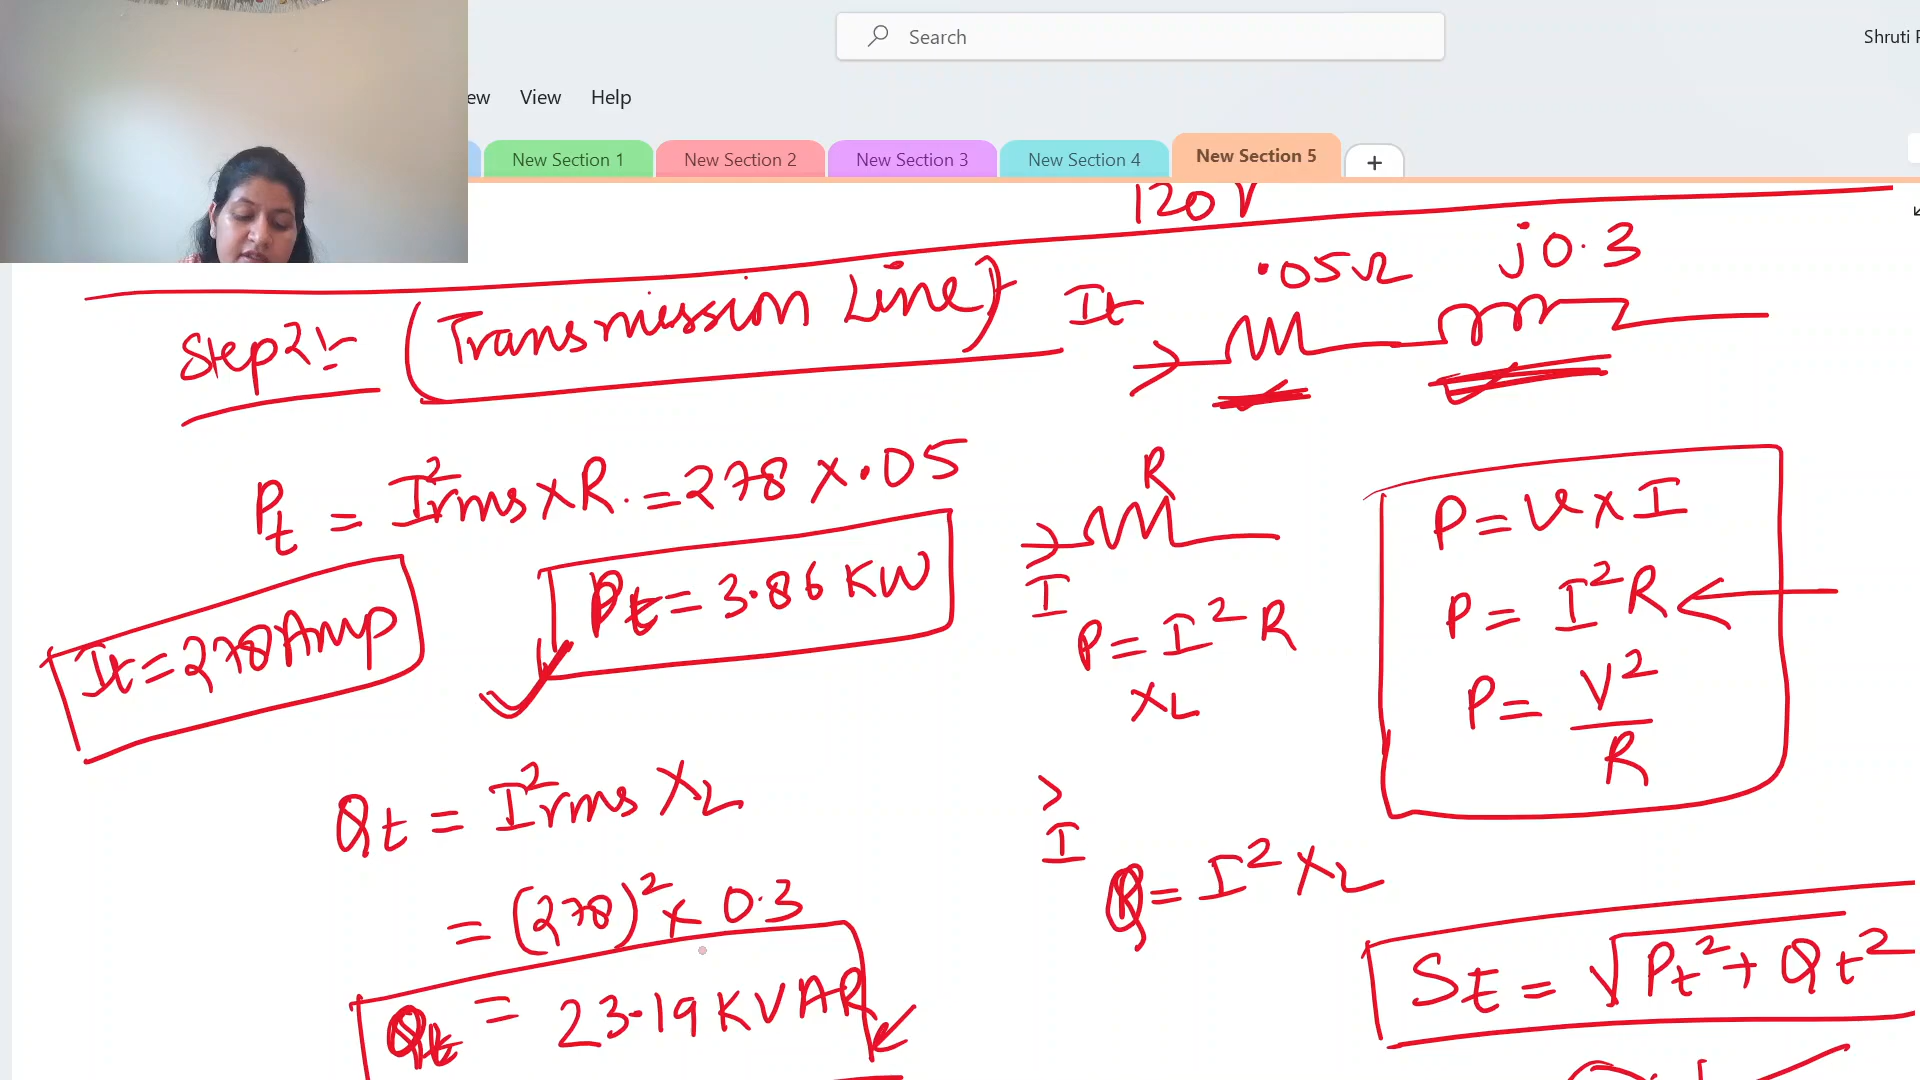 Search
Shruti
ew View Help
New Section 1 New Section 2 New Section 3 New Section 4 New Section 5 +
120V
Step 2:- (Transmission Line) It .05Ω j0.3
Pt = I²rms × R. = 278 × .05
R
I
P = I² R
XL
P = V × I
P = I²R
P = V²
R
It = 278 Amp
Pt = 3.86 KW
Qt = I²rms XL
= (278)² × 0.3
Qt = 23.19 KVAR
I
Q = I² XL
St = √Pt² + Qt²